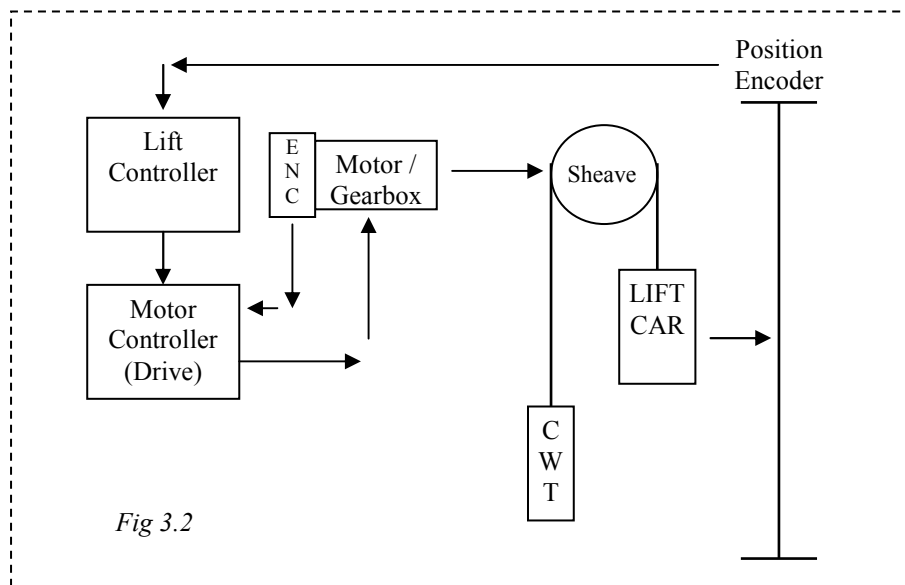 Position
Encoder
Lift
Controller
E
N
C
Motor /
Gearbox
Sheave
LIFT
CAR
Motor
Controller
(Drive)
C
W
T
Fig 3.2